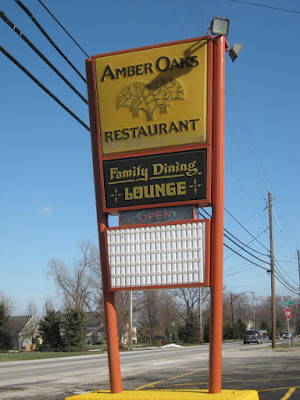 AMBER OAKS
RESTAURANT
Family Dining
LOUNGE
OPEN